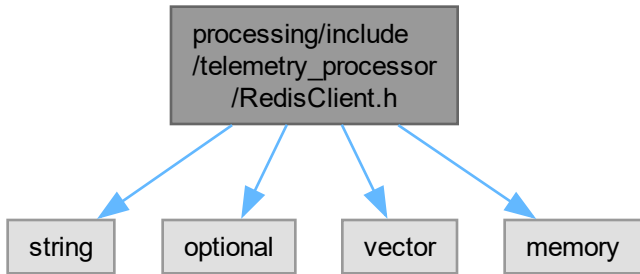 processing/include
/telemetry_processor
/RedisClient.h
string
optional
vector
memory